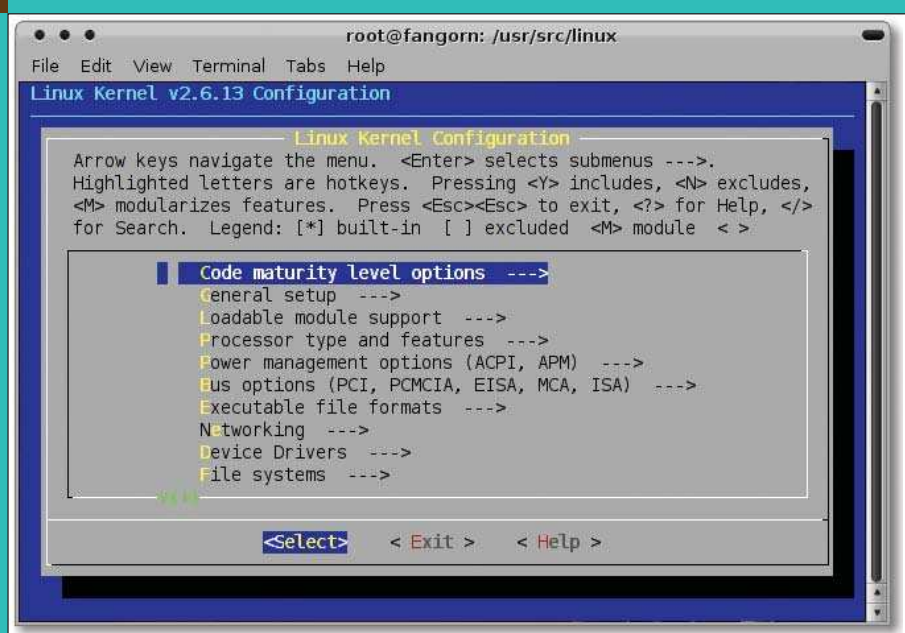 root@fangorn: /usr/src/linux
File Edit View Terminal Tabs Help
Linux Kernel v2.6.13 Configuration
Linux Kernel Configuration
Arrow keys navigate the menu. <Enter> selects submenus --->.
Highlighted letters are hotkeys. Pressing <Y> includes, <N> excludes,
<M> modularizes features. Press <Esc><Esc> to exit, <?> for Help, </>
for Search. Legend: [*] built-in [ ] excluded <M> module < >
Code maturity level options --->
General setup --->
Loadable module support --->
Processor type and features --->
Power management options (ACPI, APM) --->
Bus options (PCI, PCMCIA, EISA, MCA, ISA) --->
Executable file formats --->
Networking --->
Device Drivers --->
File systems --->
<Select> < Exit > < Help >